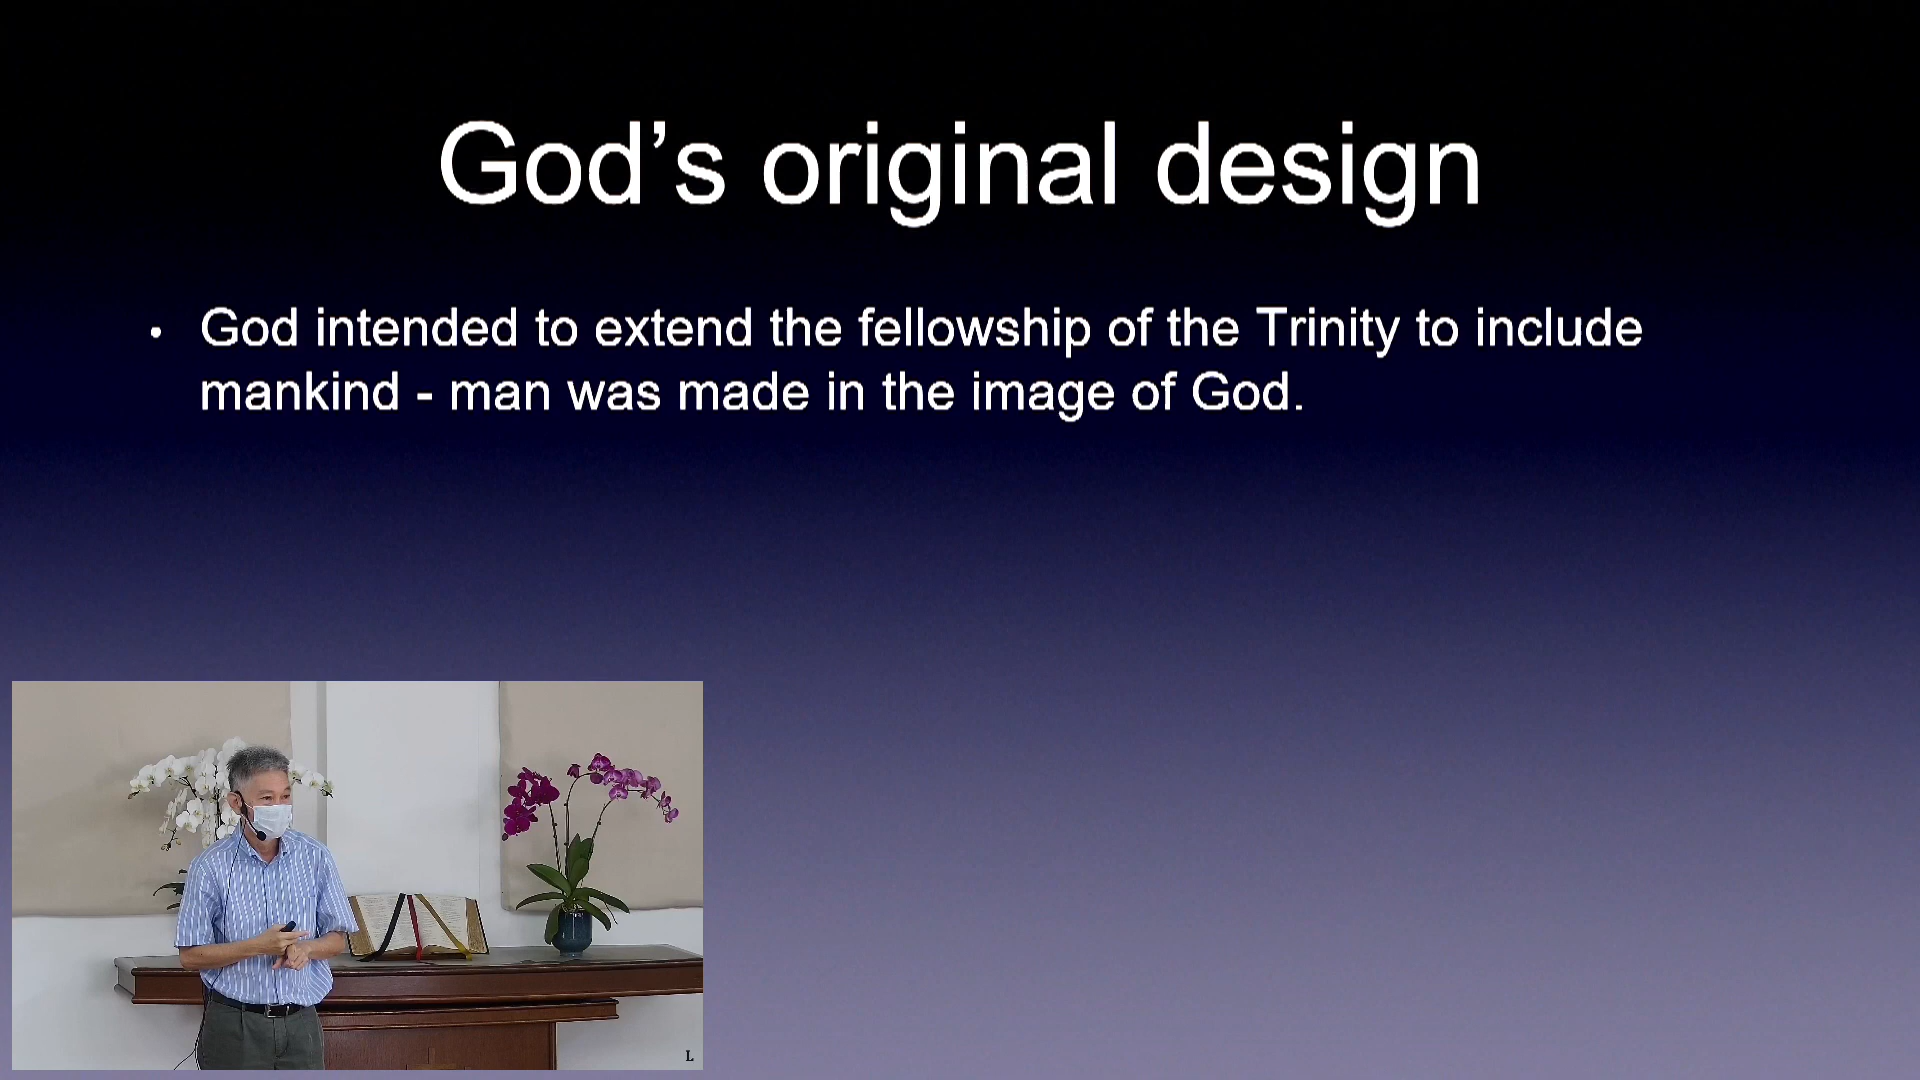 God’s original design
• God intended to extend the fellowship of the Trinity to include
mankind - man was made in the image of God.
L